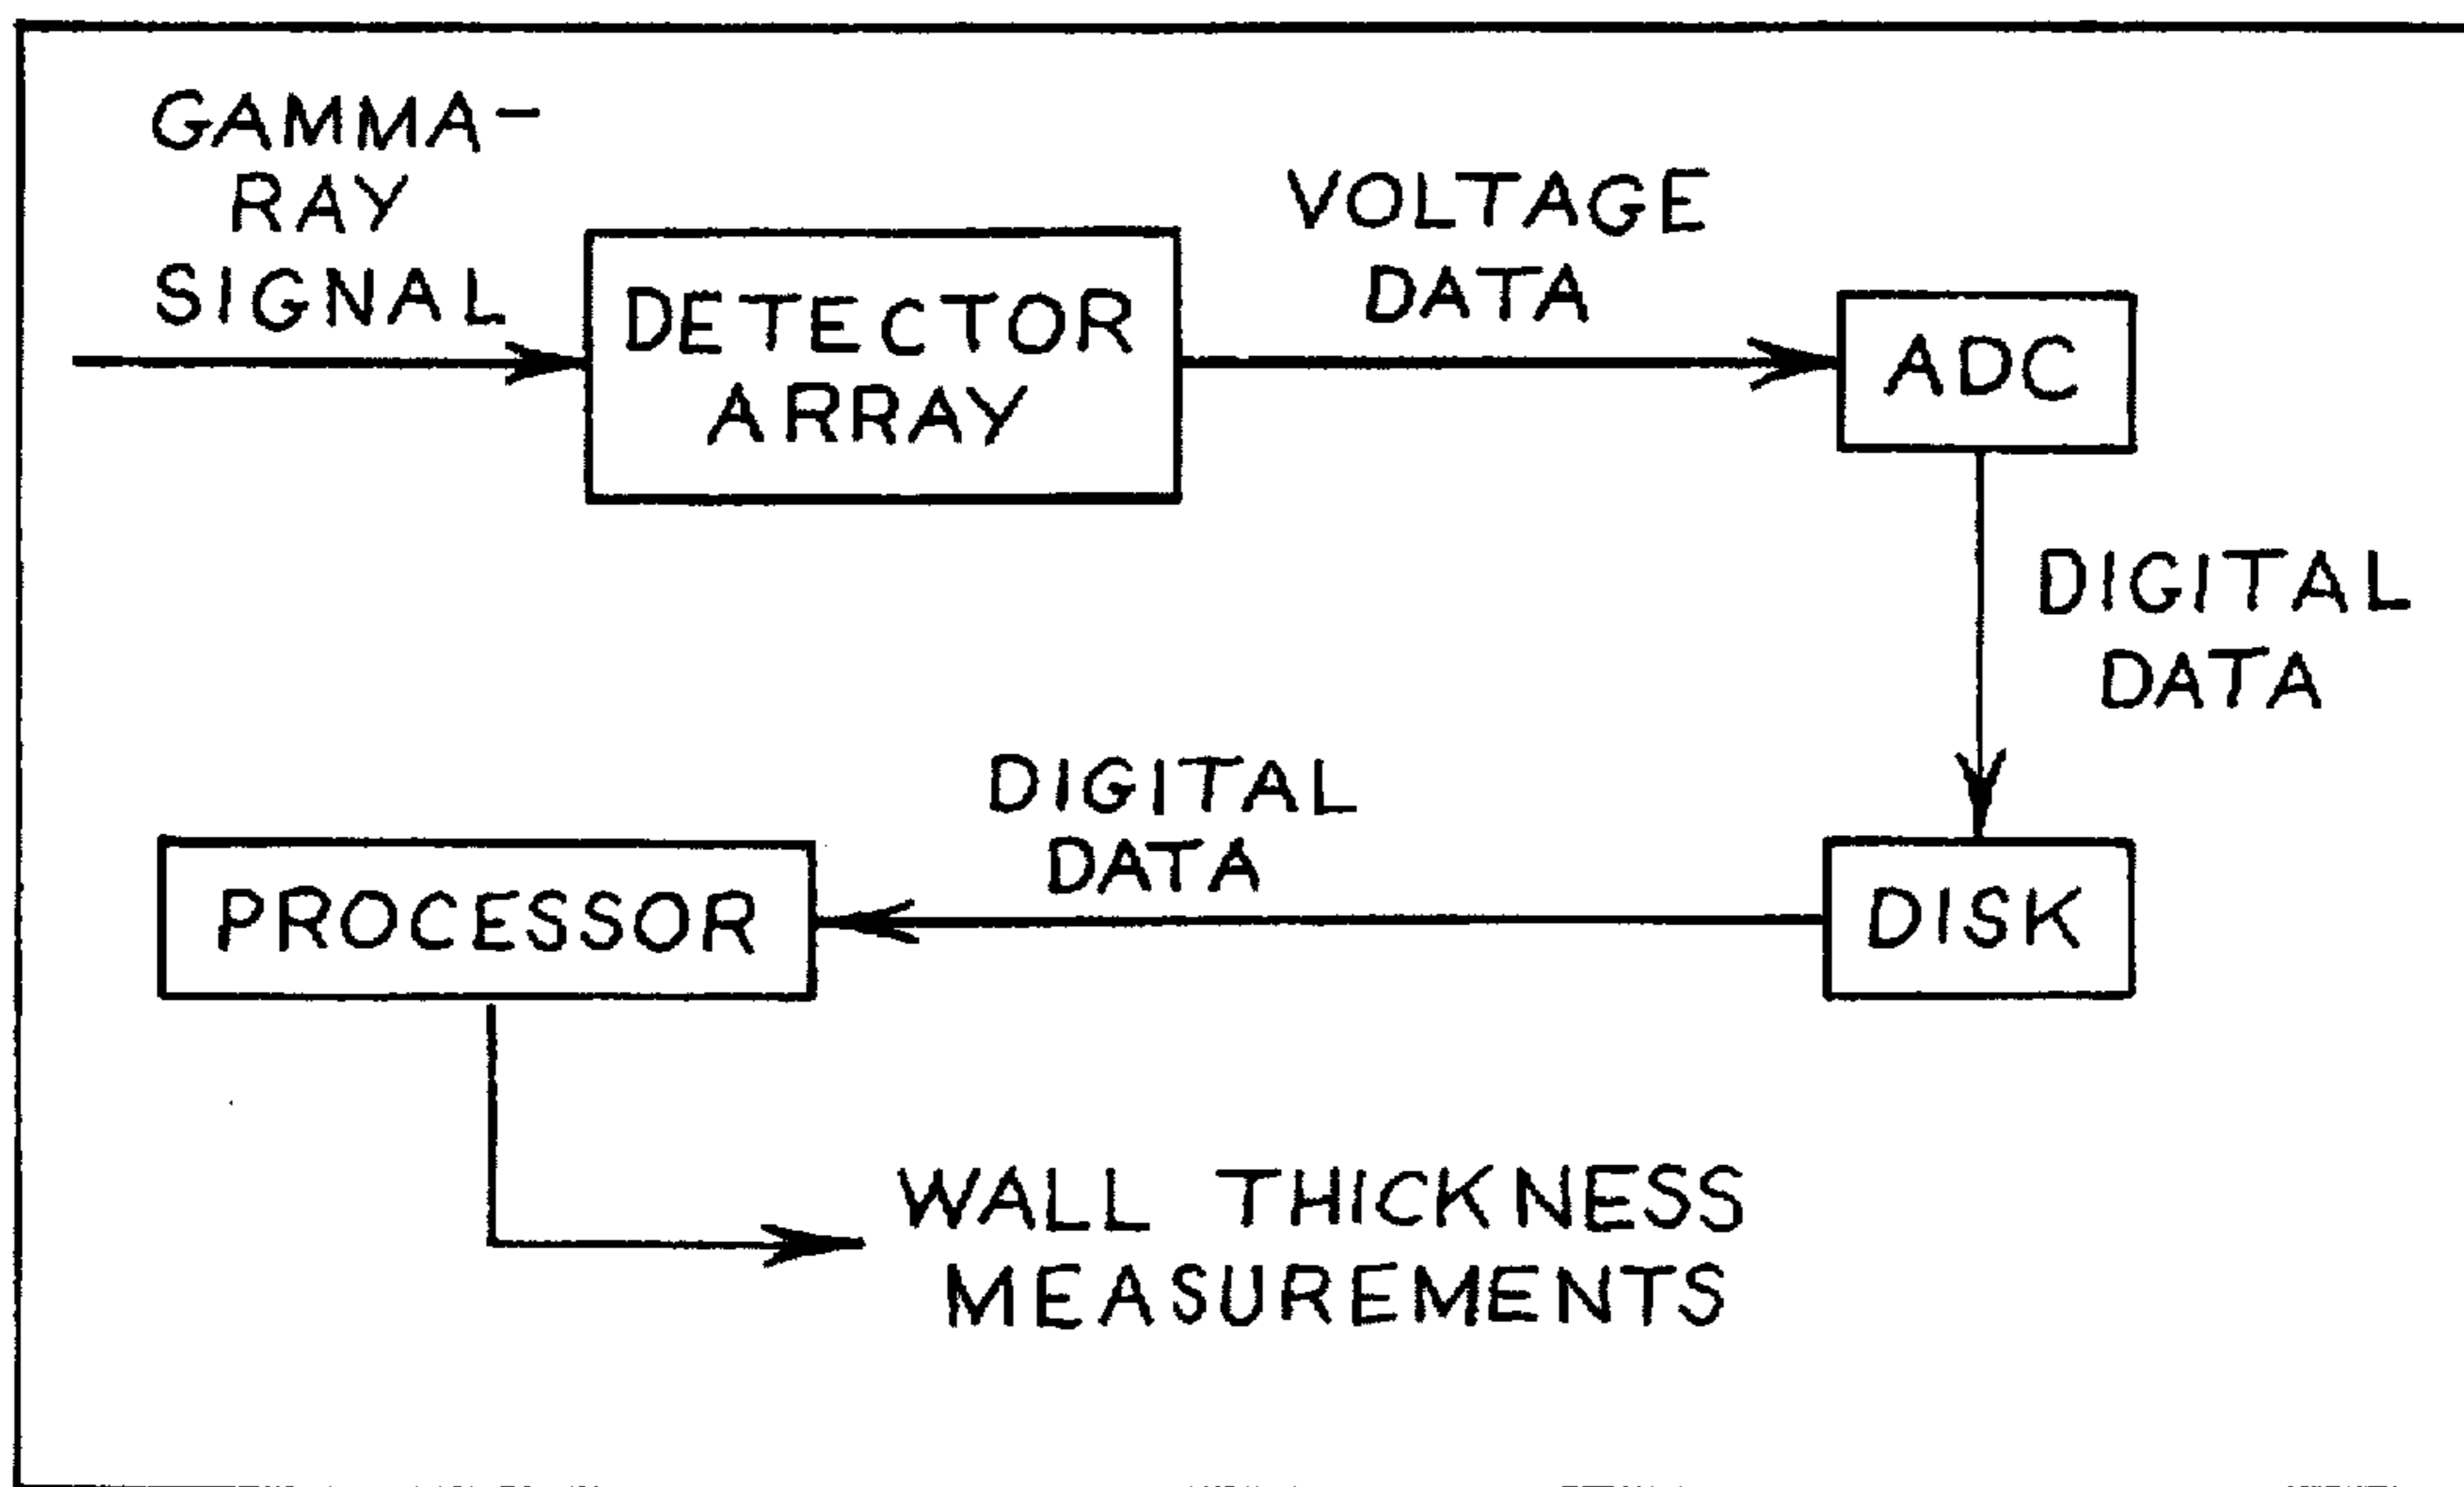 GAMMA-
RAY
SIGNAL
DETECTOR
ARRAY
VOLTAGE
DATA
ADC
DIGITAL
DATA
DISK
DIGITAL
DATA
PROCESSOR
WALL THICKNESS
MEASUREMENTS